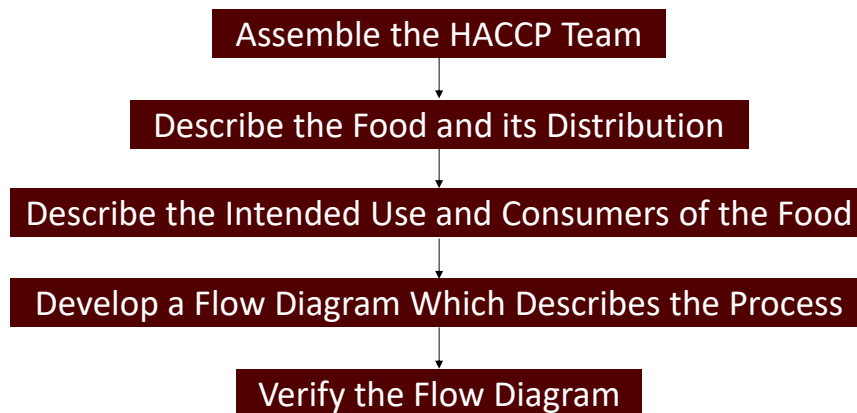 Assemble the HACCP Team
Describe the Food and its Distribution
Describe the Intended Use and Consumers of the Food
Develop a Flow Diagram Which Describes the Process
Verify the Flow Diagram